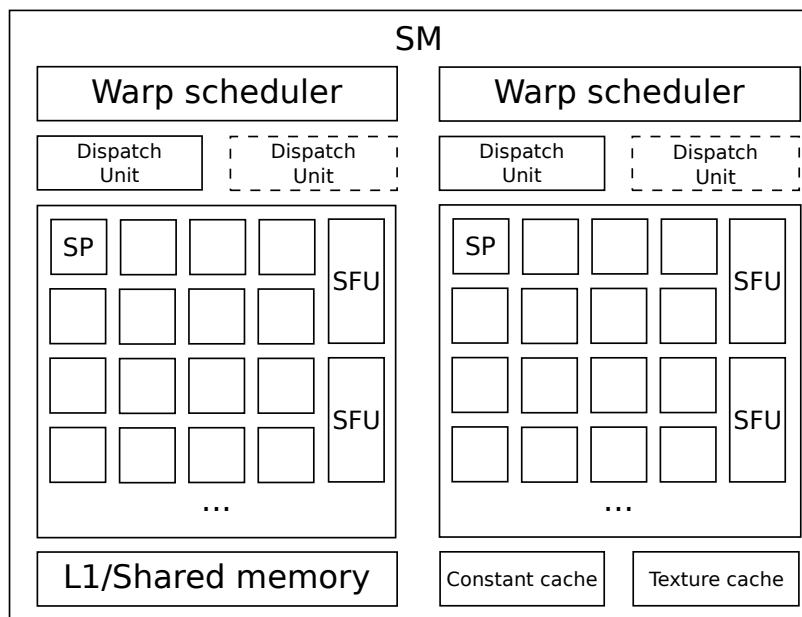 SM
Warp scheduler
Warp scheduler
Dispatch
Unit
Dispatch
Unit
Dispatch
Unit
Dispatch
Unit
SP
SFU
SFU
...
SP
SFU
SFU
...
L1/Shared memory
Constant cache
Texture cache